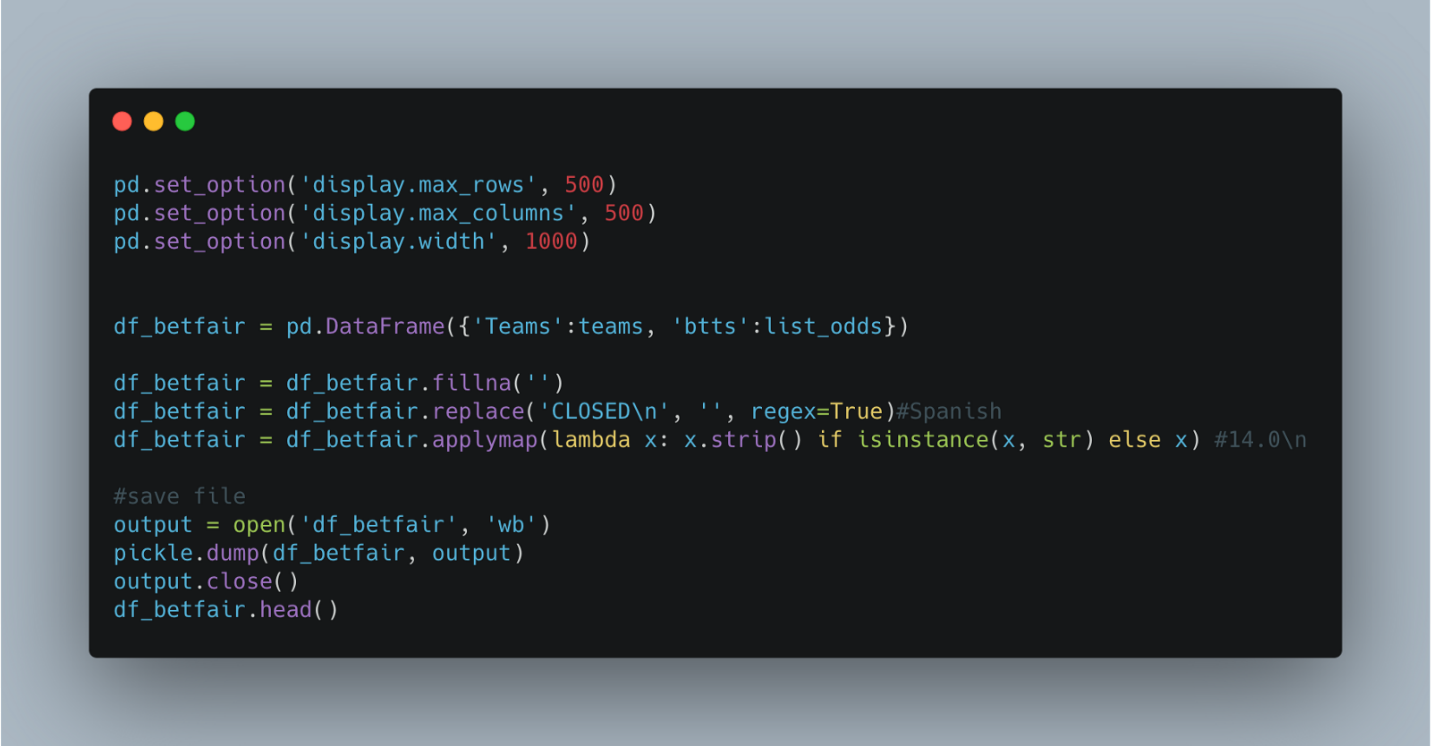 pd.set_option('display.max_rows', 500)
pd.set_option('display.max_columns', 500)
pd.set_option('display.width', 1000)
df_betfair = pd.DataFrame({'Teams':teams, 'btts':list_odds})
df_betfair = df_betfair.fillna('')
df_betfair = df_betfair.replace('CLOSED\n', '', regex=True)#Spanish
df_betfair = df_betfair.applymap(lambda x: x.strip() if isinstance(x, str) else x) #14.0\n
#save file
output = open('df_betfair', 'wb')
pickle.dump(df_betfair, output)
output.close()
df_betfair.head()